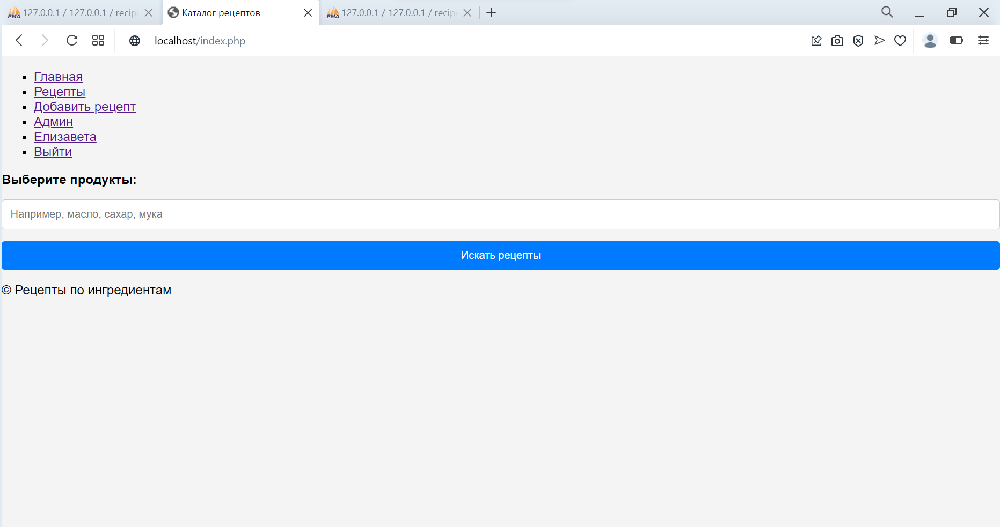 PMA 127.0.0.1 / 127.0.0.1 / recip
Каталог рецептов
PMA 127.0.0.1 / 127.0.0.1 / recip
localhost/index.php
Главная
Рецепты
Добавить рецепт
Админ
Елизавета
Выйти
Выберите продукты:
Например, масло, сахар, мука
Искать рецепты
© Рецепты по ингредиентам